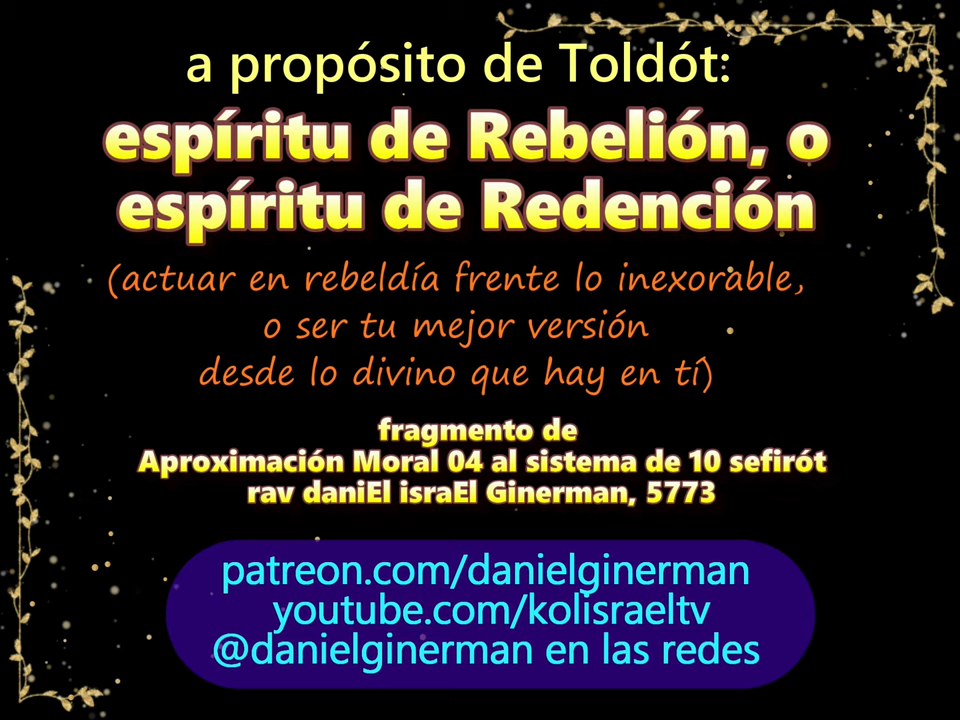 a propósito de Toldót:
espíritu de Rebelión, o
espíritu de Redención
(actuar en rebeldía frente lo inexorable,
o ser tu mejor versión
desde lo divino que hay en tí)
fragmento de
Aproximación Moral 04 al sistema de 10 sefirót
rav daniEl israEl Ginerman, 5773
patreon.com/danielginerman
youtube.com/kolisraeltv
@danielginerman en las redes